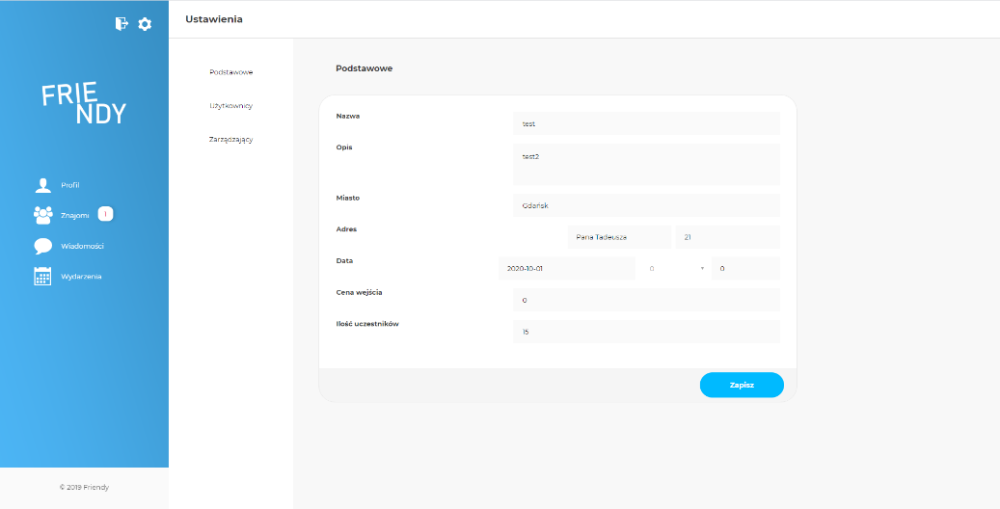 Ustawienia
FRIE
NDY
Profil
Znajomi 1
Wiadomości
Wydarzenia
© 2019 Friendy
Podstawowe
Użytkownicy
Zarządzający
Podstawowe
Nazwa test
Opis test2
Miasto Gdańsk
Adres Pana Tadeusza 21
Data 2020-10-01 0 0
Cena wejścia 0
Ilość uczestników 15
Zapisz